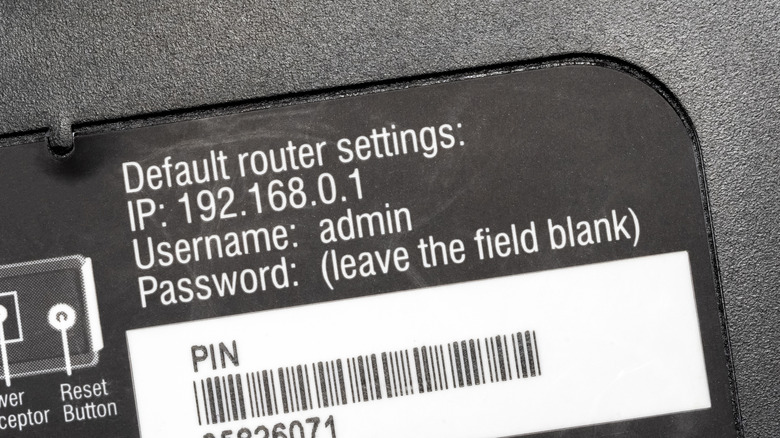 Default router settings:
IP: 192.168.0.1
Username: admin
Password: (leave the field blank)
PIN
Reset
Button